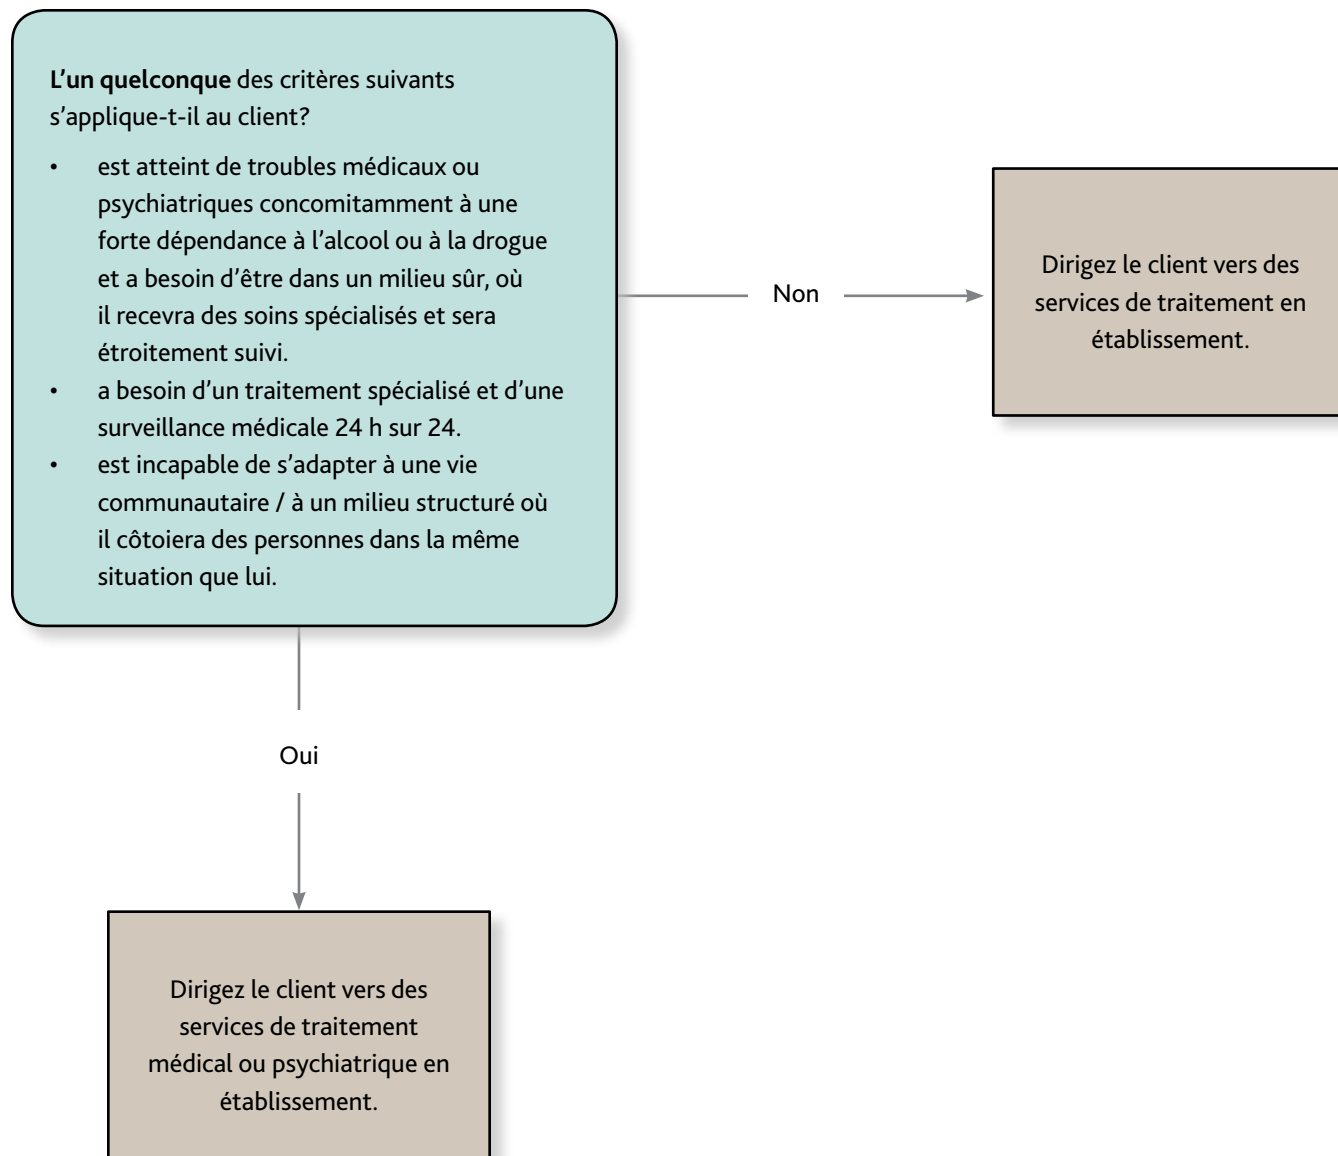 L'un quelconque des critères suivants
s'applique-t-il au client?
• est atteint de troubles médicaux ou
psychiatriques concomitamment à une
forte dépendance à l'alcool ou à la drogue
et a besoin d'être dans un milieu sûr, où
il recevra des soins spécialisés et sera
étroitement suivi.
• a besoin d'un traitement spécialisé et d'une
surveillance médicale 24 h sur 24.
• est incapable de s'adapter à une vie
communautaire / à un milieu structuré où
il côtoiera des personnes dans la même
situation que lui.
Non
Dirigez le client vers des
services de traitement en
établissement.
Oui
Dirigez le client vers des
services de traitement
médical ou psychiatrique en
établissement.